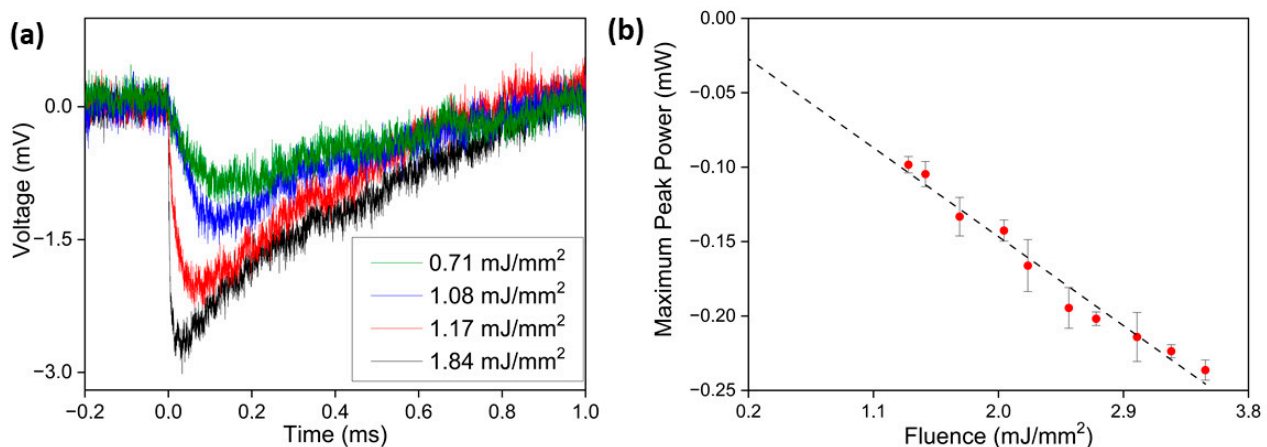 (a)
Voltage (mV)
0.0
−1.5
−3.0
−0.2 0.0 0.2 0.4 0.6 0.8 1.0
Time (ms)
0.71 mJ/mm²
1.08 mJ/mm²
1.17 mJ/mm²
1.84 mJ/mm²
(b)
Maximum Peak Power (mW)
0.00
−0.05
−0.10
−0.15
−0.20
−0.25
0.2 1.1 2.0 2.9 3.8
Fluence (mJ/mm²)